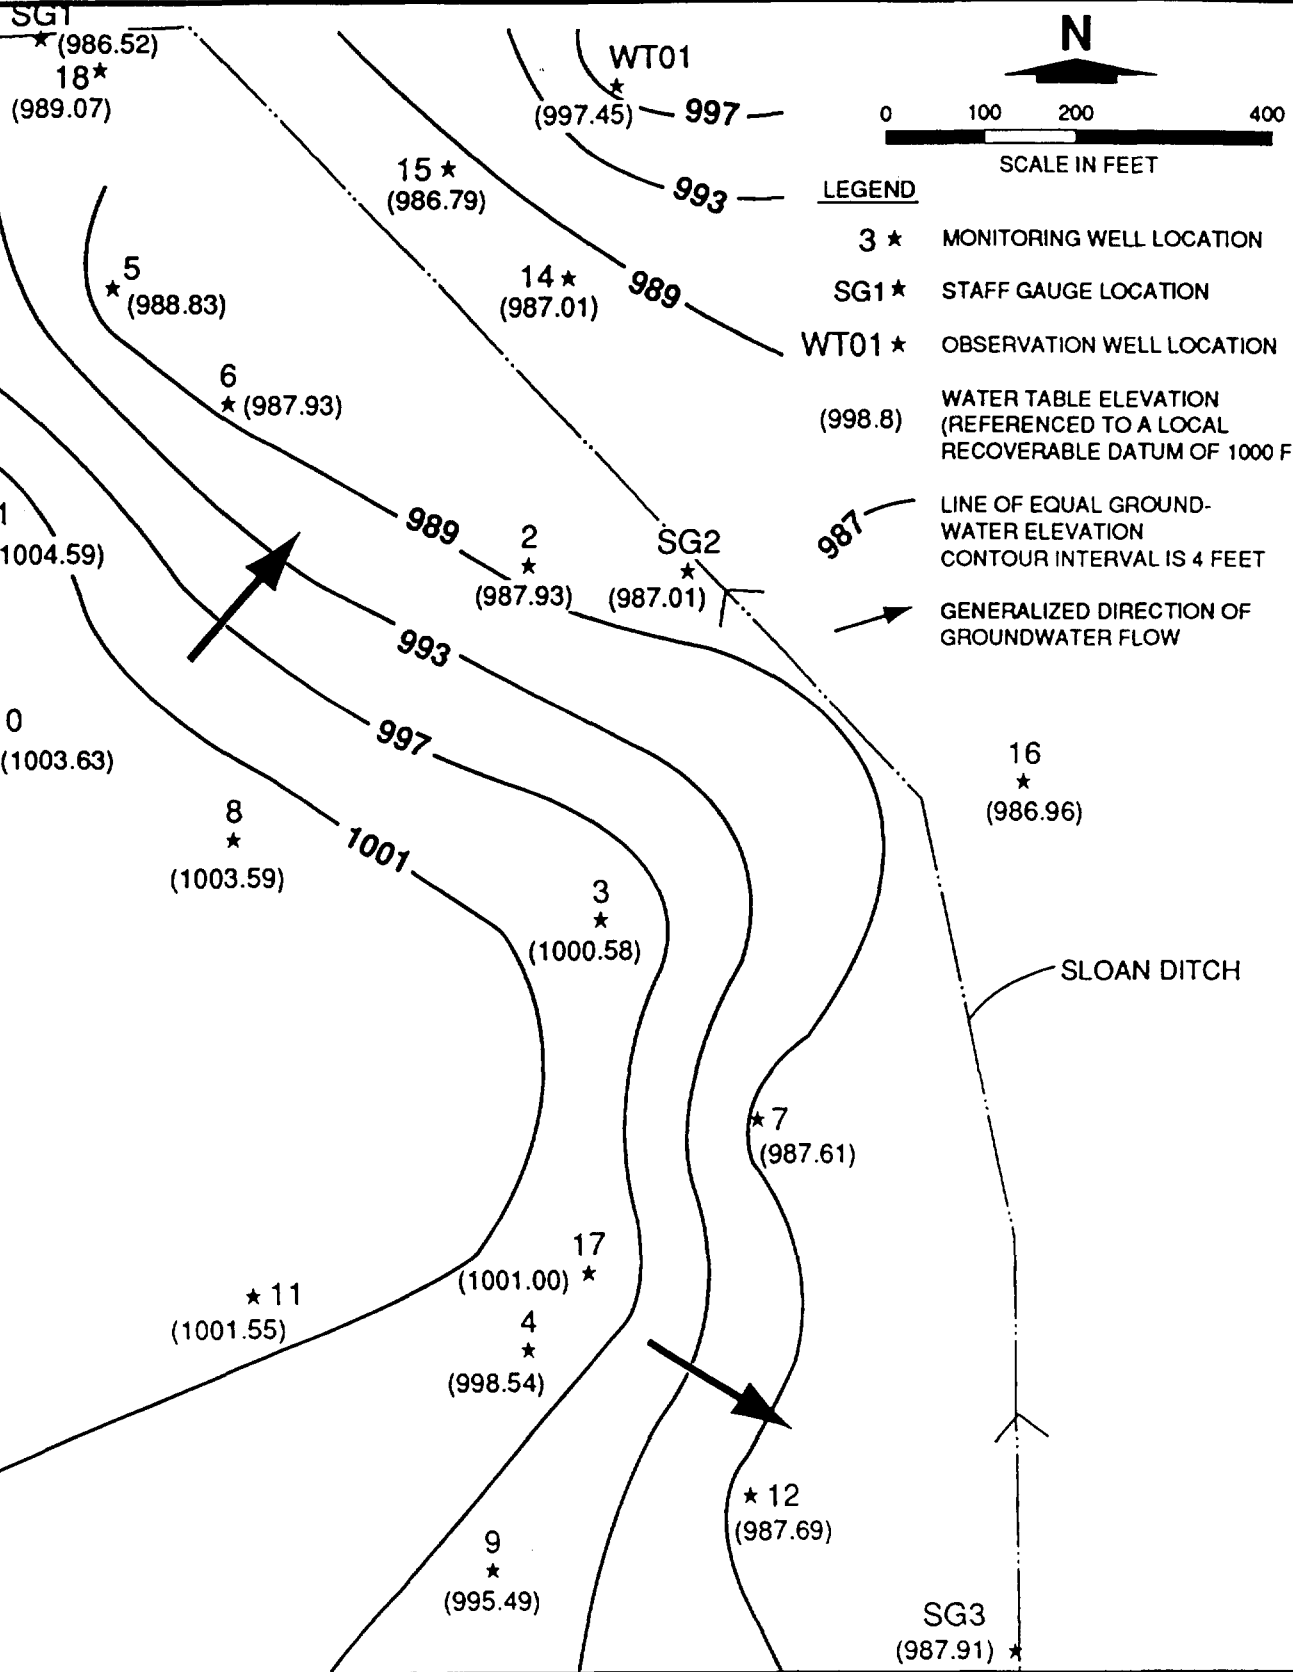 SG1
(986.52)
18
(989.07)
WT01
(997.45)
997
993
15
(986.79)
14
(987.01)
989
N
0 100 200 400
SCALE IN FEET
LEGEND
3 MONITORING WELL LOCATION
SG1 STAFF GAUGE LOCATION
WT01 OBSERVATION WELL LOCATION
(998.8)
WATER TABLE ELEVATION
(REFERENCED TO A LOCAL
RECOVERABLE DATUM OF 1000 F
987
LINE OF EQUAL GROUND-
WATER ELEVATION
CONTOUR INTERVAL IS 4 FEET
GENERALIZED DIRECTION OF
GROUNDWATER FLOW
5
(988.83)
6
(987.93)
989
2
(987.93)
SG2
(987.01)
1
1004.59)
993
997
0
(1003.63)
8
(1003.59)
1001
3
(1000.58)
16
(986.96)
SLOAN DITCH
7
(987.61)
17
(1001.00)
11
(1001.55)
4
(998.54)
12
(987.69)
9
(995.49)
SG3
(987.91)